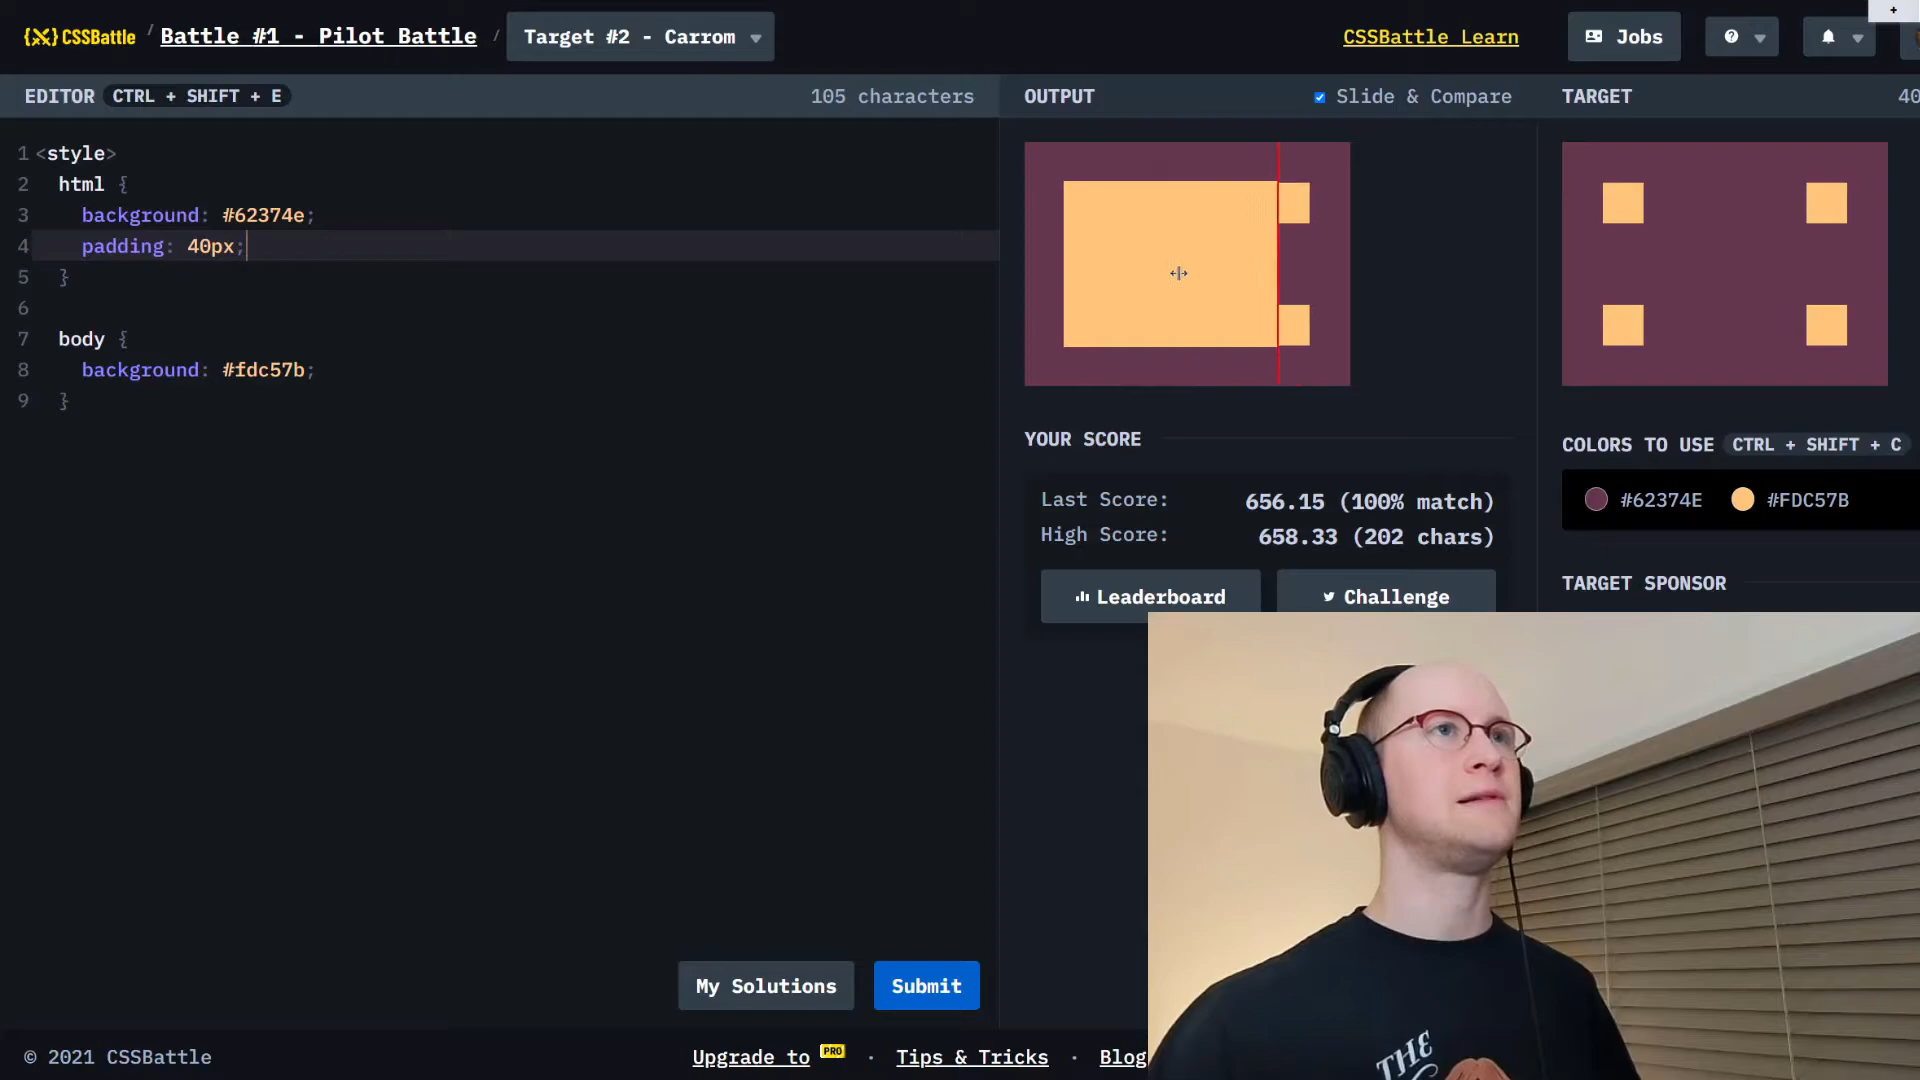 {X} CSSBattle / Battle #1 - Pilot Battle / Target #2 - Carrom
CSSBattle Learn
Jobs
EDITOR CTRL + SHIFT + E
105 characters
OUTPUT
Slide & Compare
TARGET
40
1 <style>
2 html {
3 background: #62374e;
4 padding: 40px;
5 }
6
7 body {
8 background: #fdc57b;
9 }
YOUR SCORE
Last Score: 656.15 (100% match)
High Score: 658.33 (202 chars)
Leaderboard
Challenge
COLORS TO USE CTRL + SHIFT + C
#62374E #FDC57B
TARGET SPONSOR
My Solutions
Submit
© 2021 CSSBattle
Upgrade to PRO · Tips & Tricks · Blog
THE